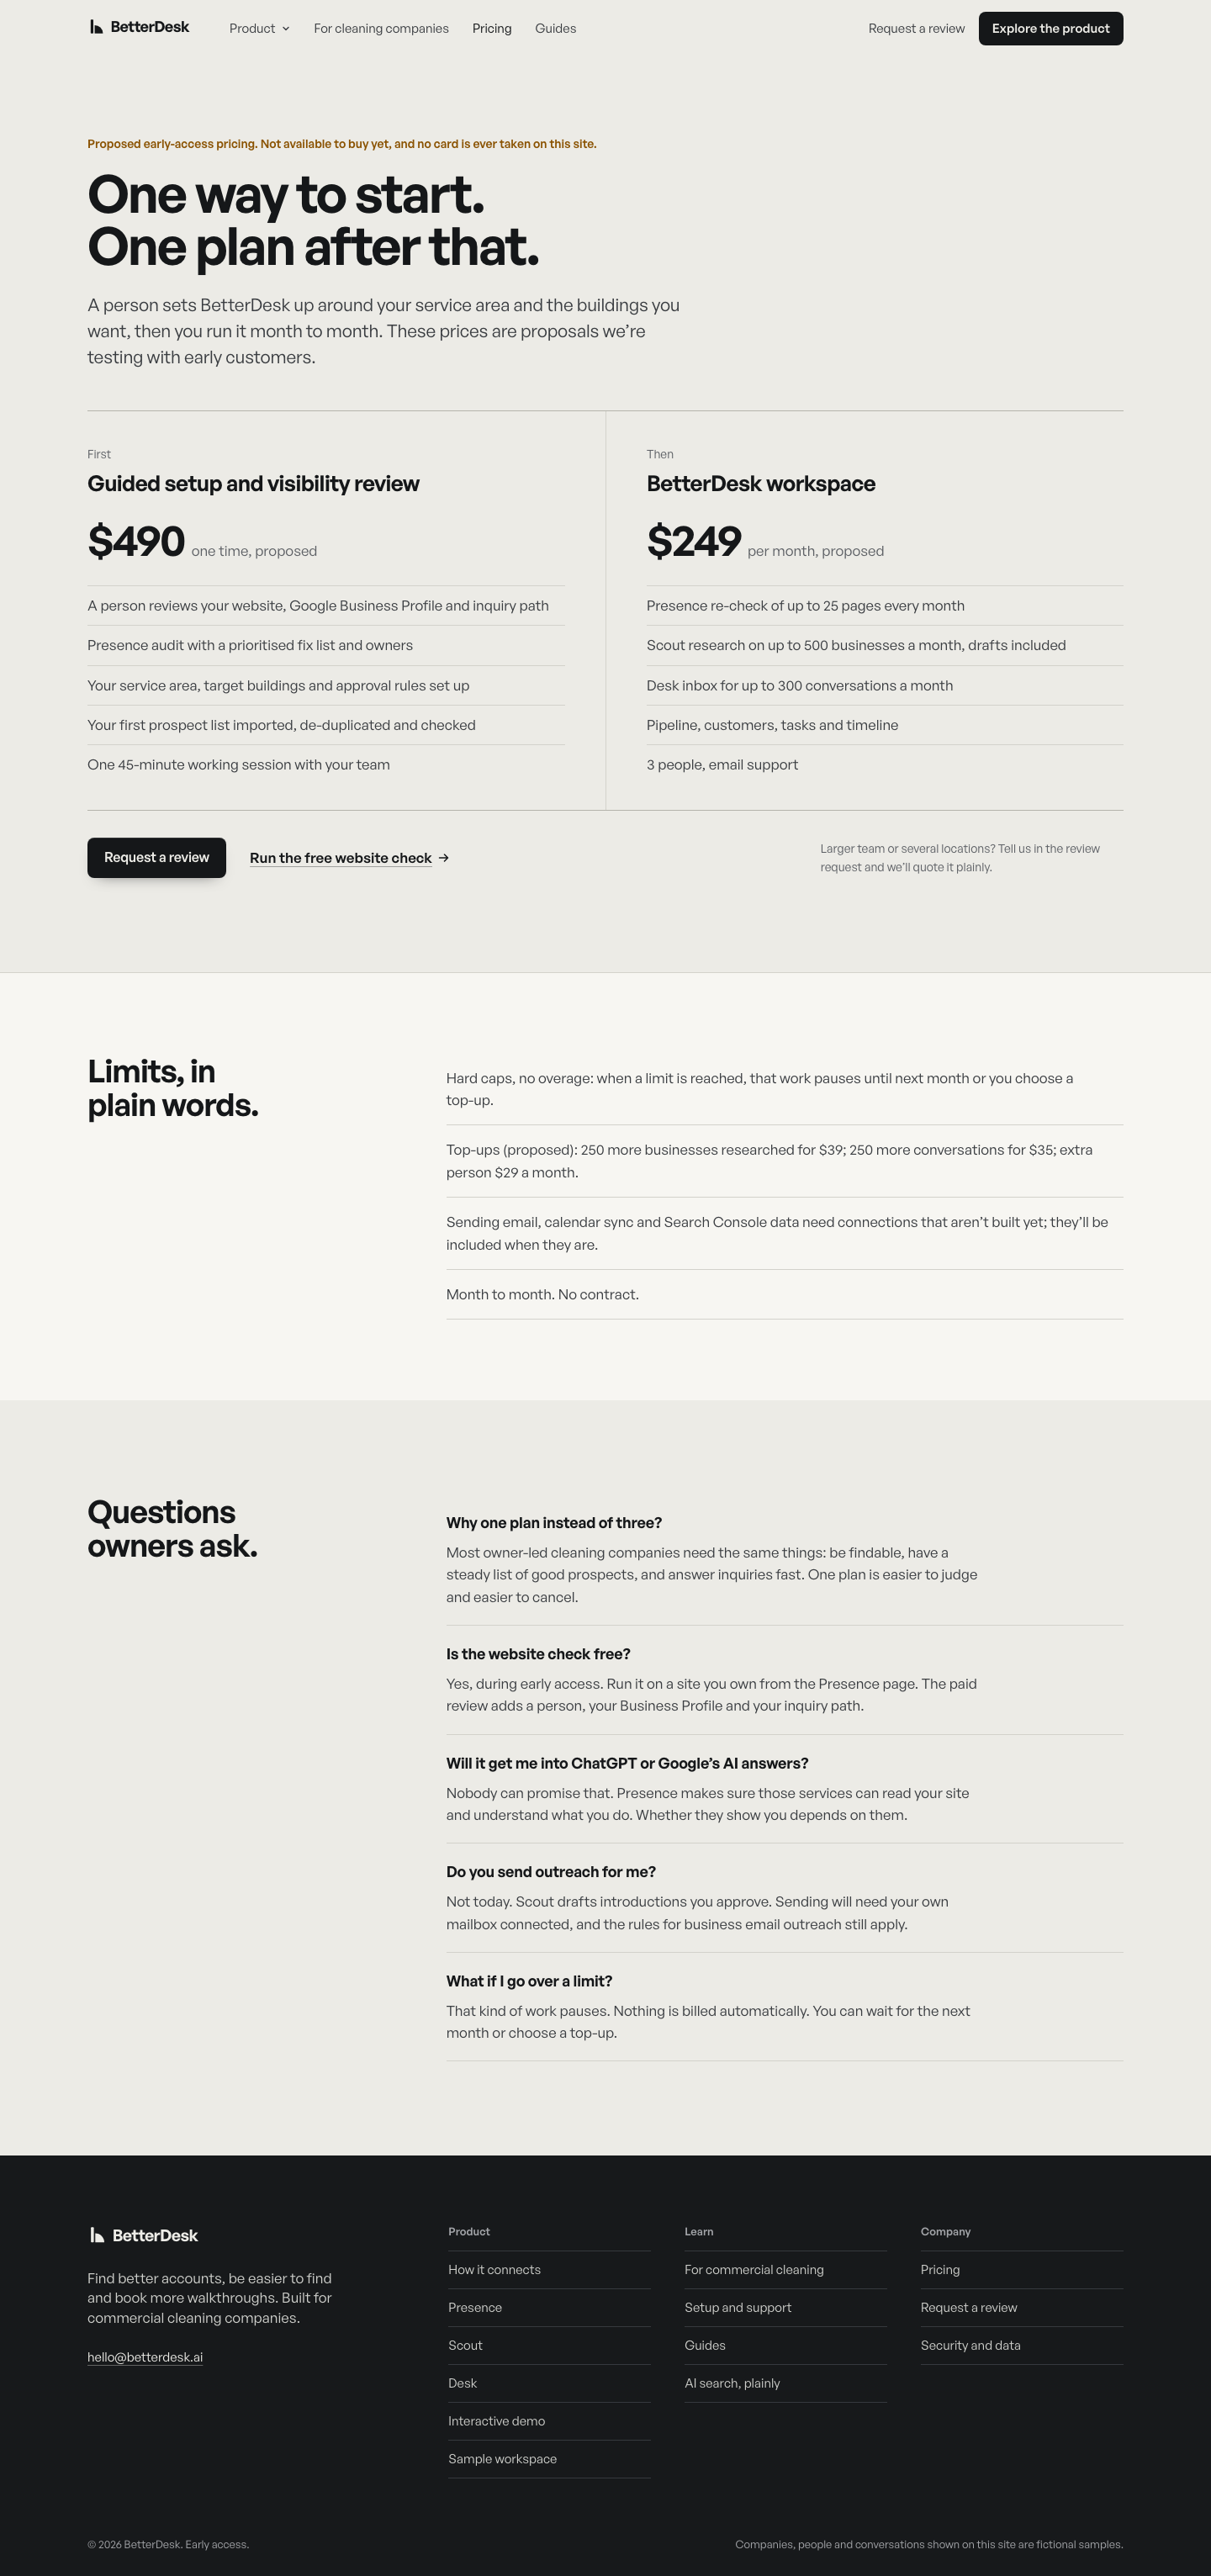 BetterDesk
Product
For cleaning companies
Pricing
Guides
Request a review
Explore the product
Proposed early-access pricing. Not available to buy yet, and no card is ever taken on this site.
One way to start.
One plan after that.
A person sets BetterDesk up around your service area and the buildings you
want, then you run it month to month. These prices are proposals we’re
testing with early customers.
First
Guided setup and visibility review
$490 one time, proposed
A person reviews your website, Google Business Profile and inquiry path
Presence audit with a prioritised fix list and owners
Your service area, target buildings and approval rules set up
Your first prospect list imported, de-duplicated and checked
One 45-minute working session with your team
Then
BetterDesk workspace
$249 per month, proposed
Presence re-check of up to 25 pages every month
Scout research on up to 500 businesses a month, drafts included
Desk inbox for up to 300 conversations a month
Pipeline, customers, tasks and timeline
3 people, email support
Request a review
Run the free website check →
Larger team or several locations? Tell us in the review
request and we’ll quote it plainly.
Limits, in
plain words.
Hard caps, no overage: when a limit is reached, that work pauses until next month or you choose a
top-up.
Top-ups (proposed): 250 more businesses researched for $39; 250 more conversations for $35; extra
person $29 a month.
Sending email, calendar sync and Search Console data need connections that aren’t built yet; they’ll be
included when they are.
Month to month. No contract.
Questions
owners ask.
Why one plan instead of three?
Most owner-led cleaning companies need the same things: be findable, have a
steady list of good prospects, and answer inquiries fast. One plan is easier to judge
and easier to cancel.
Is the website check free?
Yes, during early access. Run it on a site you own from the Presence page. The paid
review adds a person, your Business Profile and your inquiry path.
Will it get me into ChatGPT or Google’s AI answers?
Nobody can promise that. Presence makes sure those services can read your site
and understand what you do. Whether they show you depends on them.
Do you send outreach for me?
Not today. Scout drafts introductions you approve. Sending will need your own
mailbox connected, and the rules for business email outreach still apply.
What if I go over a limit?
That kind of work pauses. Nothing is billed automatically. You can wait for the next
month or choose a top-up.
BetterDesk
Find better accounts, be easier to find
and book more walkthroughs. Built for
commercial cleaning companies.
hello@betterdesk.ai
Product
How it connects
Presence
Scout
Desk
Interactive demo
Sample workspace
Learn
For commercial cleaning
Setup and support
Guides
AI search, plainly
Company
Pricing
Request a review
Security and data
© 2026 BetterDesk. Early access.
Companies, people and conversations shown on this site are fictional samples.